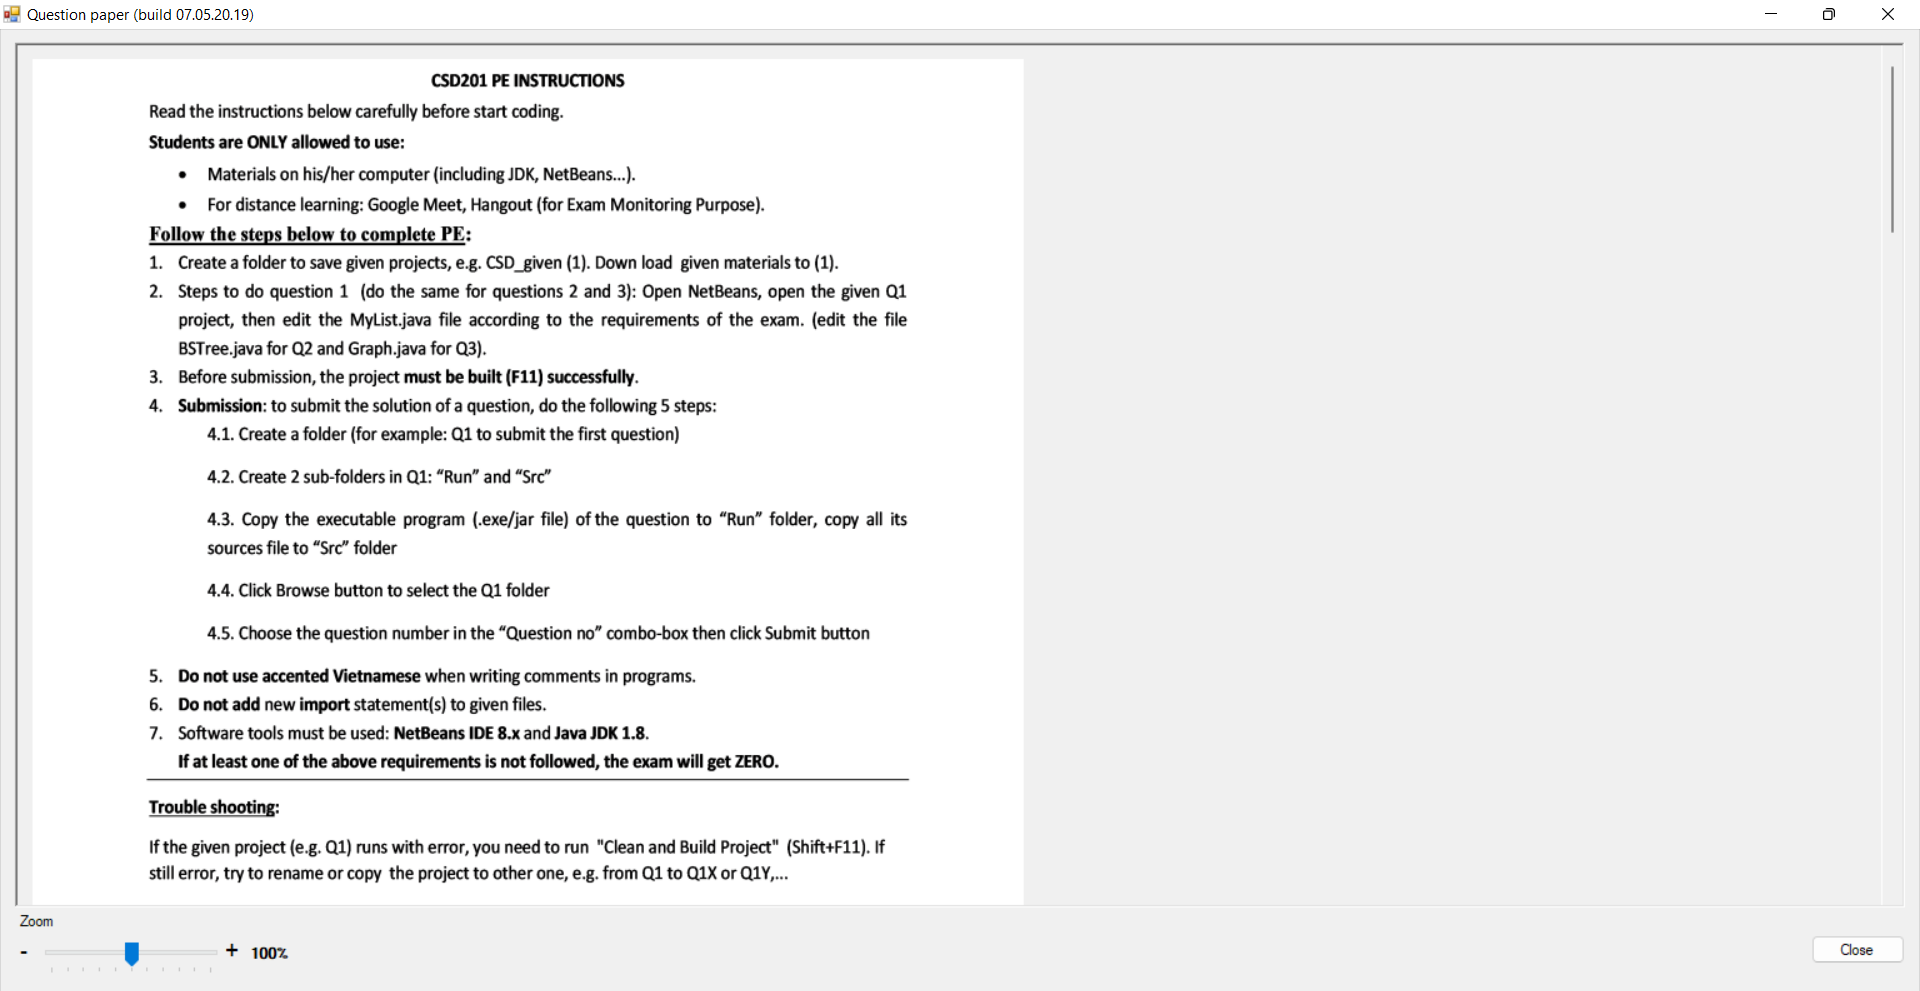 Question paper (build 07.05.20.19)
CSD201 PE INSTRUCTIONS
Read the instructions below carefully before start coding.
Students are ONLY allowed to use:
• Materials on his/her computer (including JDK, NetBeans...).
• For distance learning: Google Meet, Hangout (for Exam Monitoring Purpose).
Follow the steps below to complete PE:
1. Create a folder to save given projects, e.g. CSD_given (1). Down load given materials to (1).
2. Steps to do question 1 (do the same for questions 2 and 3): Open NetBeans, open the given Q1
project, then edit the MyList.java file according to the requirements of the exam. (edit the file
BSTree.java for Q2 and Graph.java for Q3).
3. Before submission, the project must be built (F11) successfully.
4. Submission: to submit the solution of a question, do the following 5 steps:
4.1. Create a folder (for example: Q1 to submit the first question)
4.2. Create 2 sub-folders in Q1: “Run” and “Src”
4.3. Copy the executable program (.exe/jar file) of the question to “Run” folder, copy all its
sources file to “Src” folder
4.4. Click Browse button to select the Q1 folder
4.5. Choose the question number in the “Question no” combo-box then click Submit button
5. Do not use accented Vietnamese when writing comments in programs.
6. Do not add new import statement(s) to given files.
7. Software tools must be used: NetBeans IDE 8.x and Java JDK 1.8.
If at least one of the above requirements is not followed, the exam will get ZERO.
Trouble shooting:
If the given project (e.g. Q1) runs with error, you need to run "Clean and Build Project" (Shift+F11). If
still error, try to rename or copy the project to other one, e.g. from Q1 to Q1X or Q1Y,...
Zoom
- + 100%
Close